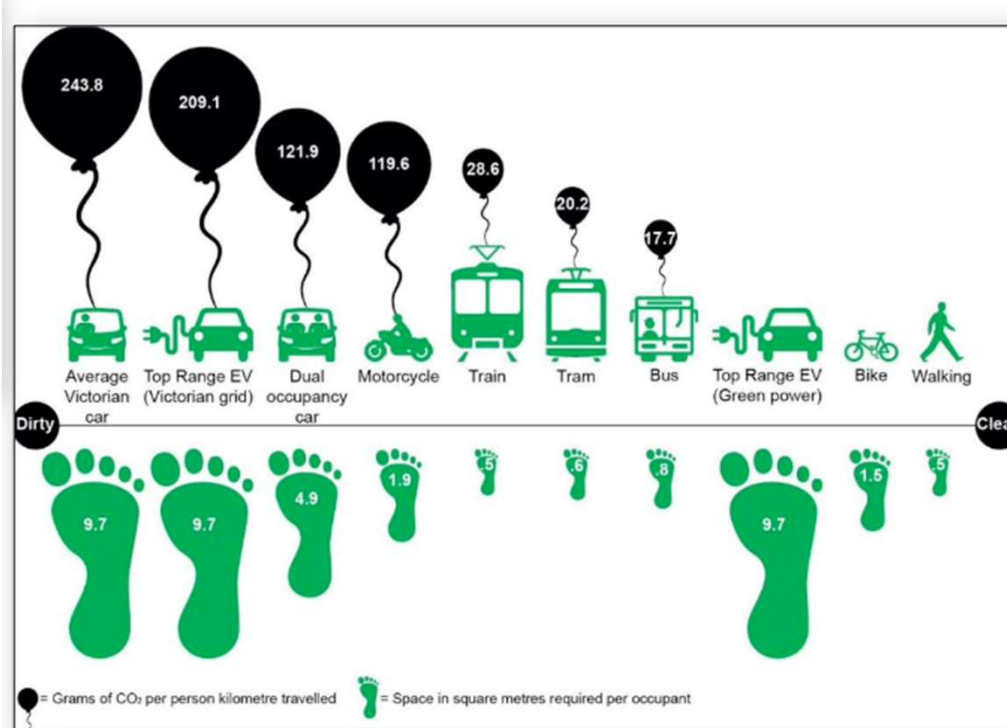 243.8
209.1
121.9
119.6
28.6
20.2
17.7
Average Victorian car
Top Range EV (Victorian grid)
Dual occupancy car
Motorcycle
Train
Tram
Bus
Top Range EV (Green power)
Bike
Walking
Dirty
Clea
9.7
9.7
4.9
1.9
.5
.6
.8
9.7
1.5
.5
= Grams of CO₂ per person kilometre travelled
= Space in square metres required per occupant